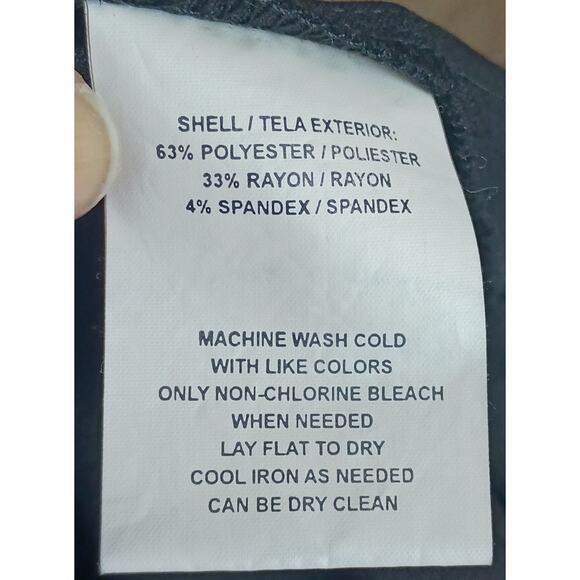 SHELL / TELA EXTERIOR:
63% POLYESTER / POLIESTER
33% RAYON / RAYON
4% SPANDEX / SPANDEX
MACHINE WASH COLD
WITH LIKE COLORS
ONLY NON-CHLORINE BLEACH
WHEN NEEDED
LAY FLAT TO DRY
COOL IRON AS NEEDED
CAN BE DRY CLEAN